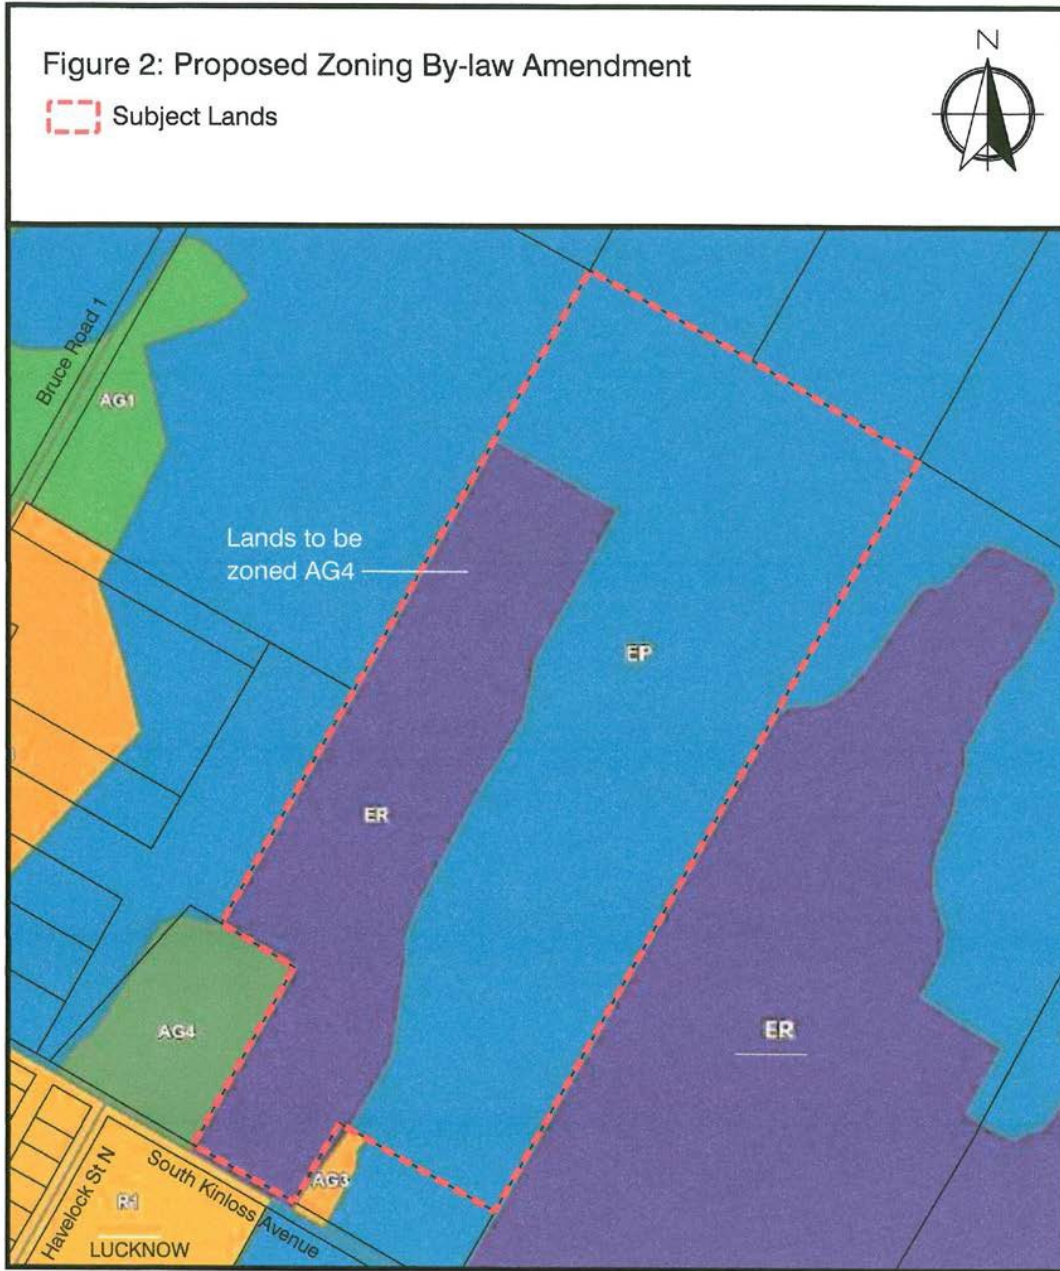 Figure 2: Proposed Zoning By-law Amendment
Subject Lands
N
Bruce Road 1
AG1
Lands to be
zoned AG4
EP
ER
AG4
ER
AG3
Havelock St N
South Kinloss Avenue
R1
LUCKNOW